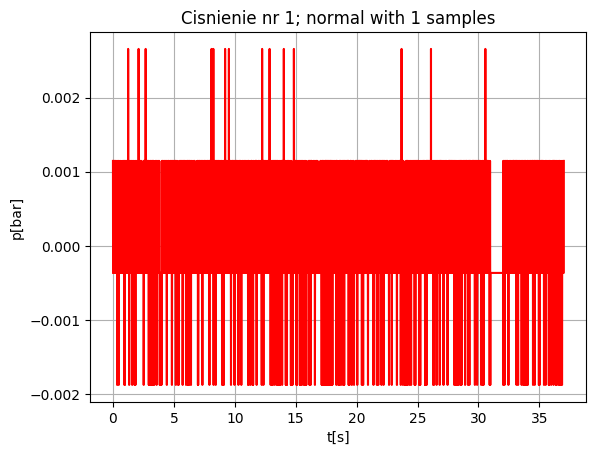 Cisnienie nr 1; normal with 1 samples
0.002
0.001
0.000
−0.001
−0.002
p[bar]
0 5 10 15 20 25 30 35
t[s]